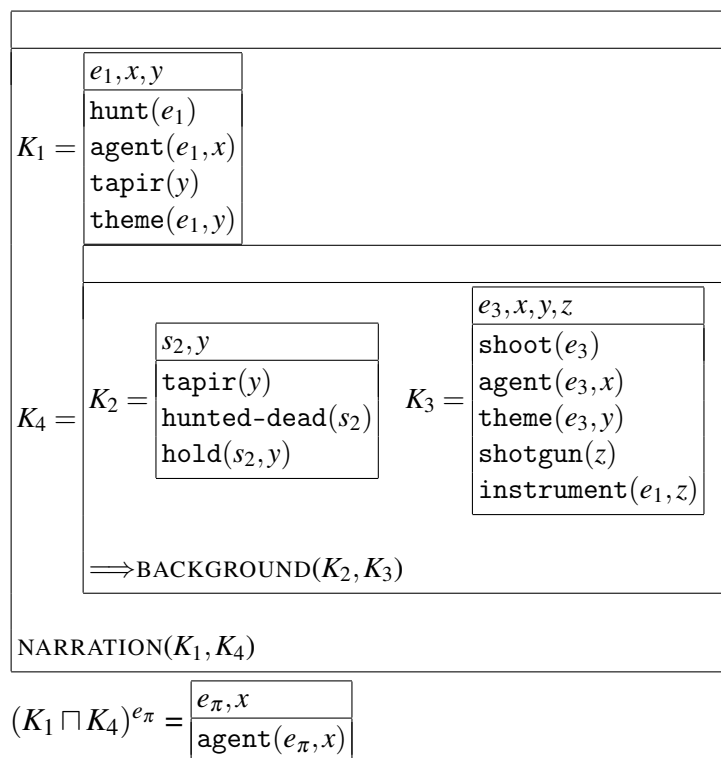 K₁ =
e₁,x,y
hunt(e₁)
agent(e₁,x)
tapir(y)
theme(e₁,y)
K₄ =
K₂ =
s₂,y
tapir(y)
hunted-dead(s₂)
hold(s₂,y)
K₃ =
e₃,x,y,z
shoot(e₃)
agent(e₃,x)
theme(e₃,y)
shotgun(z)
instrument(e₁,z)
⟹BACKGROUND(K₂,K₃)
NARRATION(K₁,K₄)
(K₁ ⊓ K₄)^{e_π} =
e_π,x
agent(e_π,x)